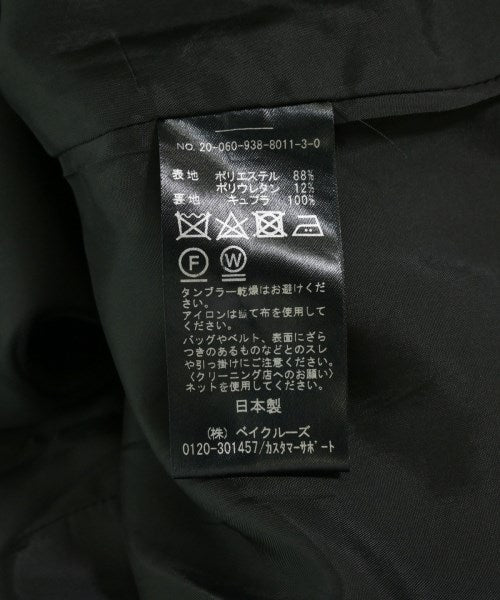 NO. 20-060-938-8011-3-0
表地 ポリエステル 88%
ポリウレタン 12%
裏地 キュプラ 100%
F W
タンブラー乾燥はお避けくだ
さい。
アイロンは当て布を使用して
ください。
バッグやベルト、表面にざら
つきのあるものなどとのスレ
や引っ掛けにご注意ください。
〈クリーニング店へのお願い〉
ネットを使用してください。
日本製
(株) ベイクルーズ
0120-301457/カスタマーサポート